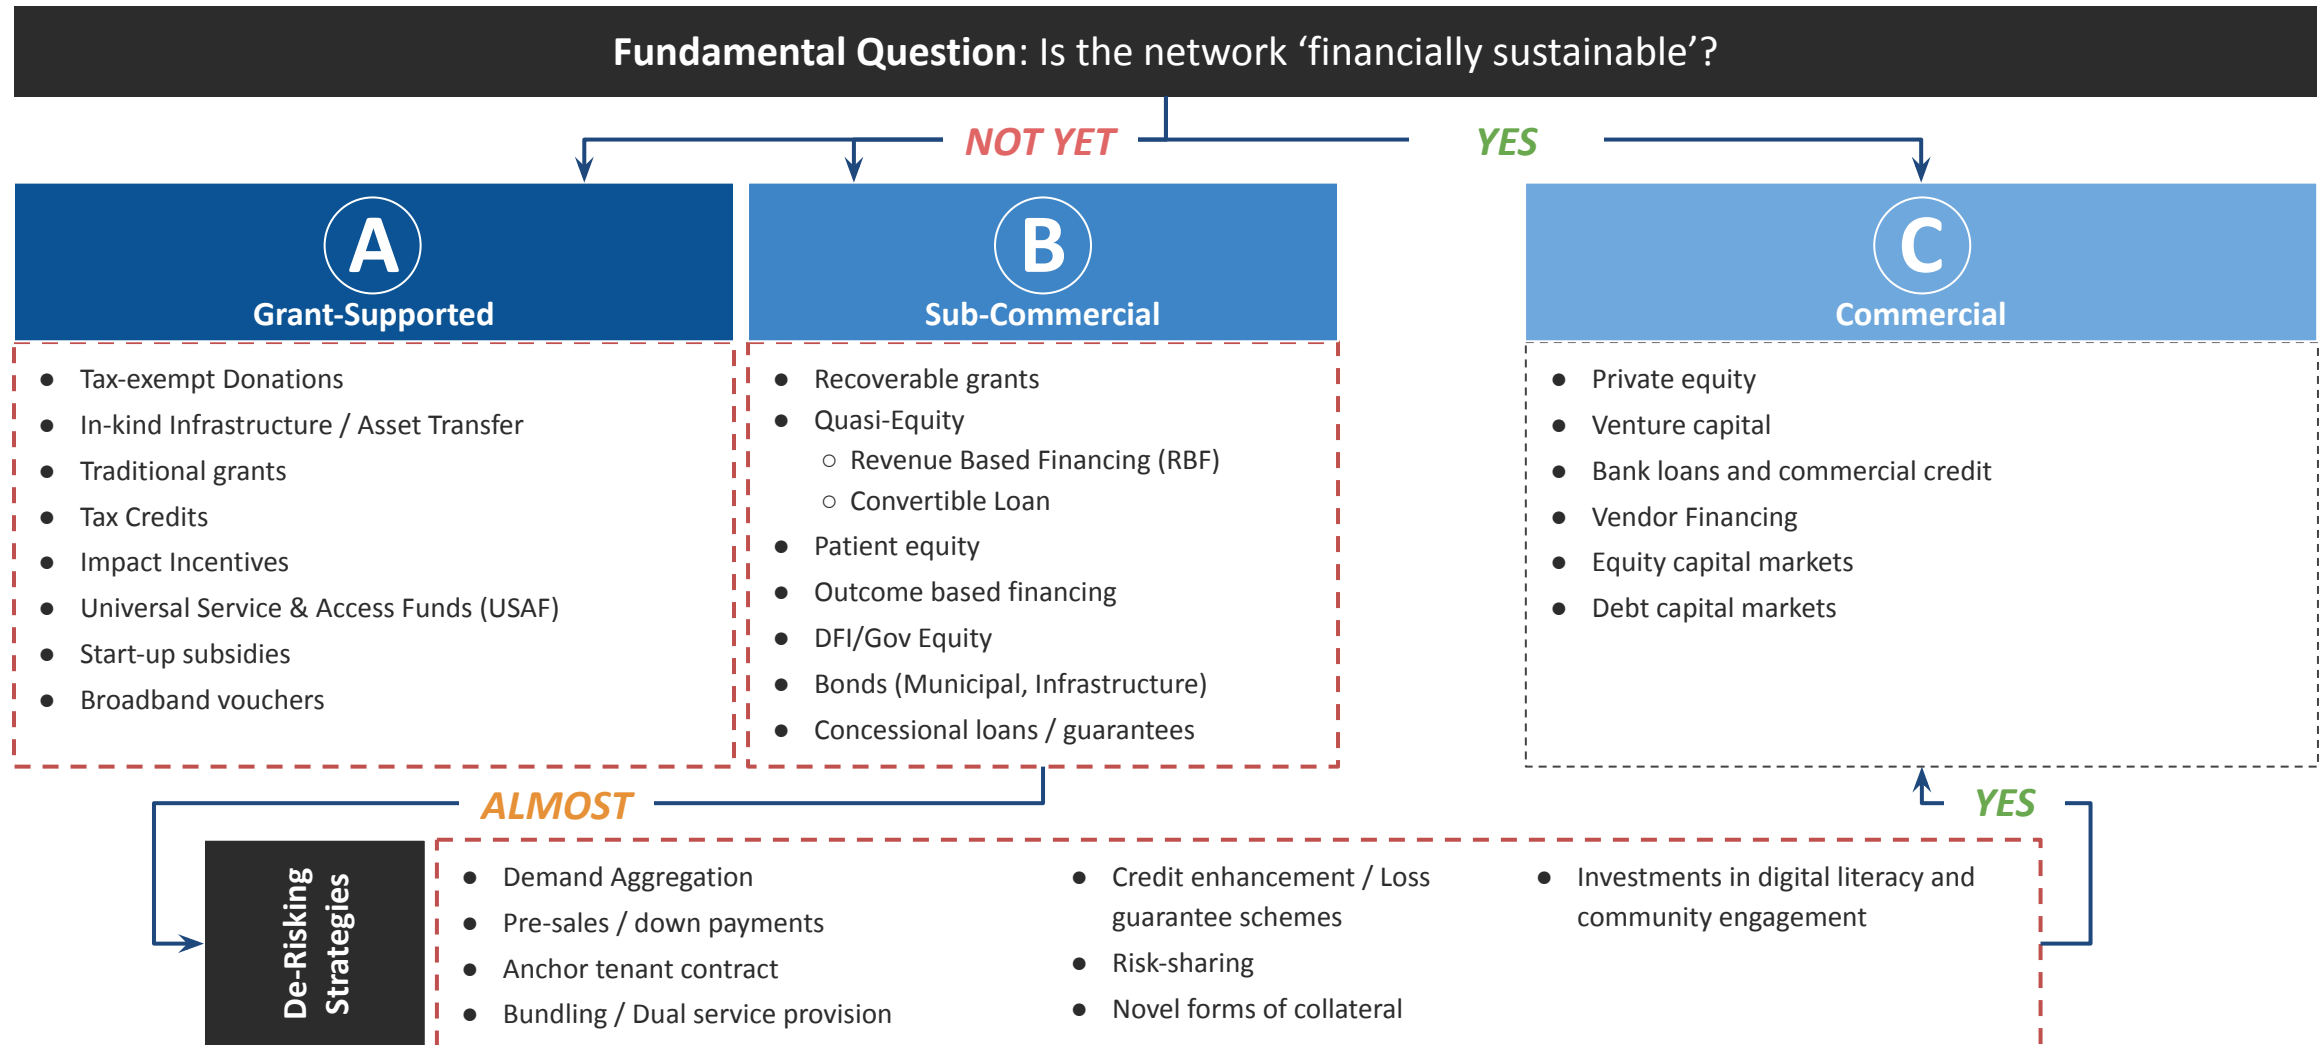 Fundamental Question: Is the network ‘financially sustainable’?
NOT YET
YES
A
Grant-Supported
● Tax-exempt Donations
● In-kind Infrastructure / Asset Transfer
● Traditional grants
● Tax Credits
● Impact Incentives
● Universal Service & Access Funds (USAF)
● Start-up subsidies
● Broadband vouchers
B
Sub-Commercial
● Recoverable grants
● Quasi-Equity
○ Revenue Based Financing (RBF)
○ Convertible Loan
● Patient equity
● Outcome based financing
● DFI/Gov Equity
● Bonds (Municipal, Infrastructure)
● Concessional loans / guarantees
C
Commercial
● Private equity
● Venture capital
● Bank loans and commercial credit
● Vendor Financing
● Equity capital markets
● Debt capital markets
ALMOST
YES
De-Risking
Strategies
● Demand Aggregation
● Pre-sales / down payments
● Anchor tenant contract
● Bundling / Dual service provision
● Credit enhancement / Loss
guarantee schemes
● Risk-sharing
● Novel forms of collateral
● Investments in digital literacy and
community engagement